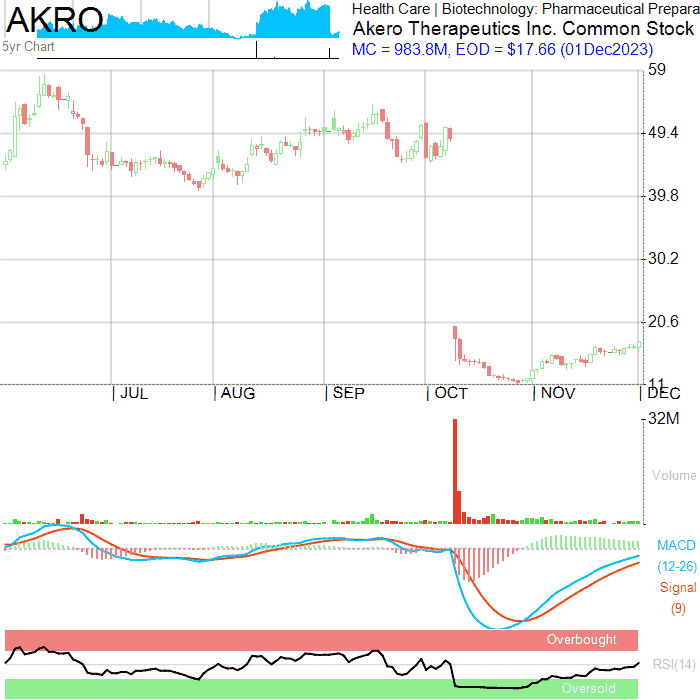 AKRO
Health Care | Biotechnology: Pharmaceutical Prepara
Akero Therapeutics Inc. Common Stock
5yr Chart
MC = 983.8M, EOD = $17.66 (01Dec2023)
59
49.4
39.8
30.2
20.6
11
JUL
AUG
SEP
OCT
NOV
DEC
32M
Volume
MACD
(12-26)
Signal
(9)
Overbought
RSI(14)
Oversold